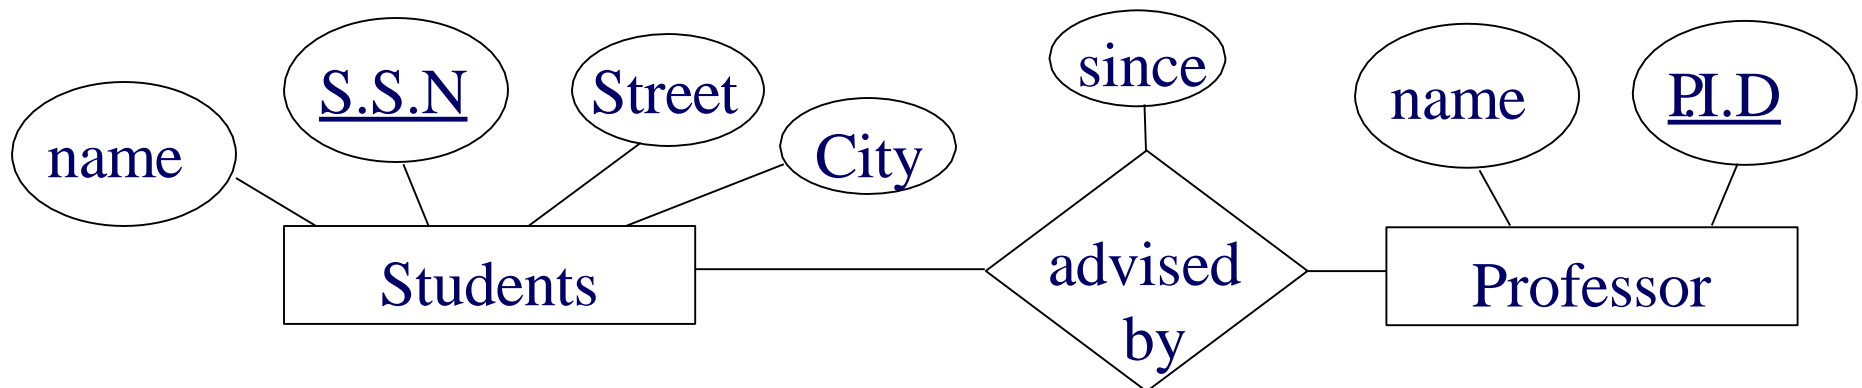 name
S.S.N
Street
City
since
name
P.I.D
Students
advised
by
Professor